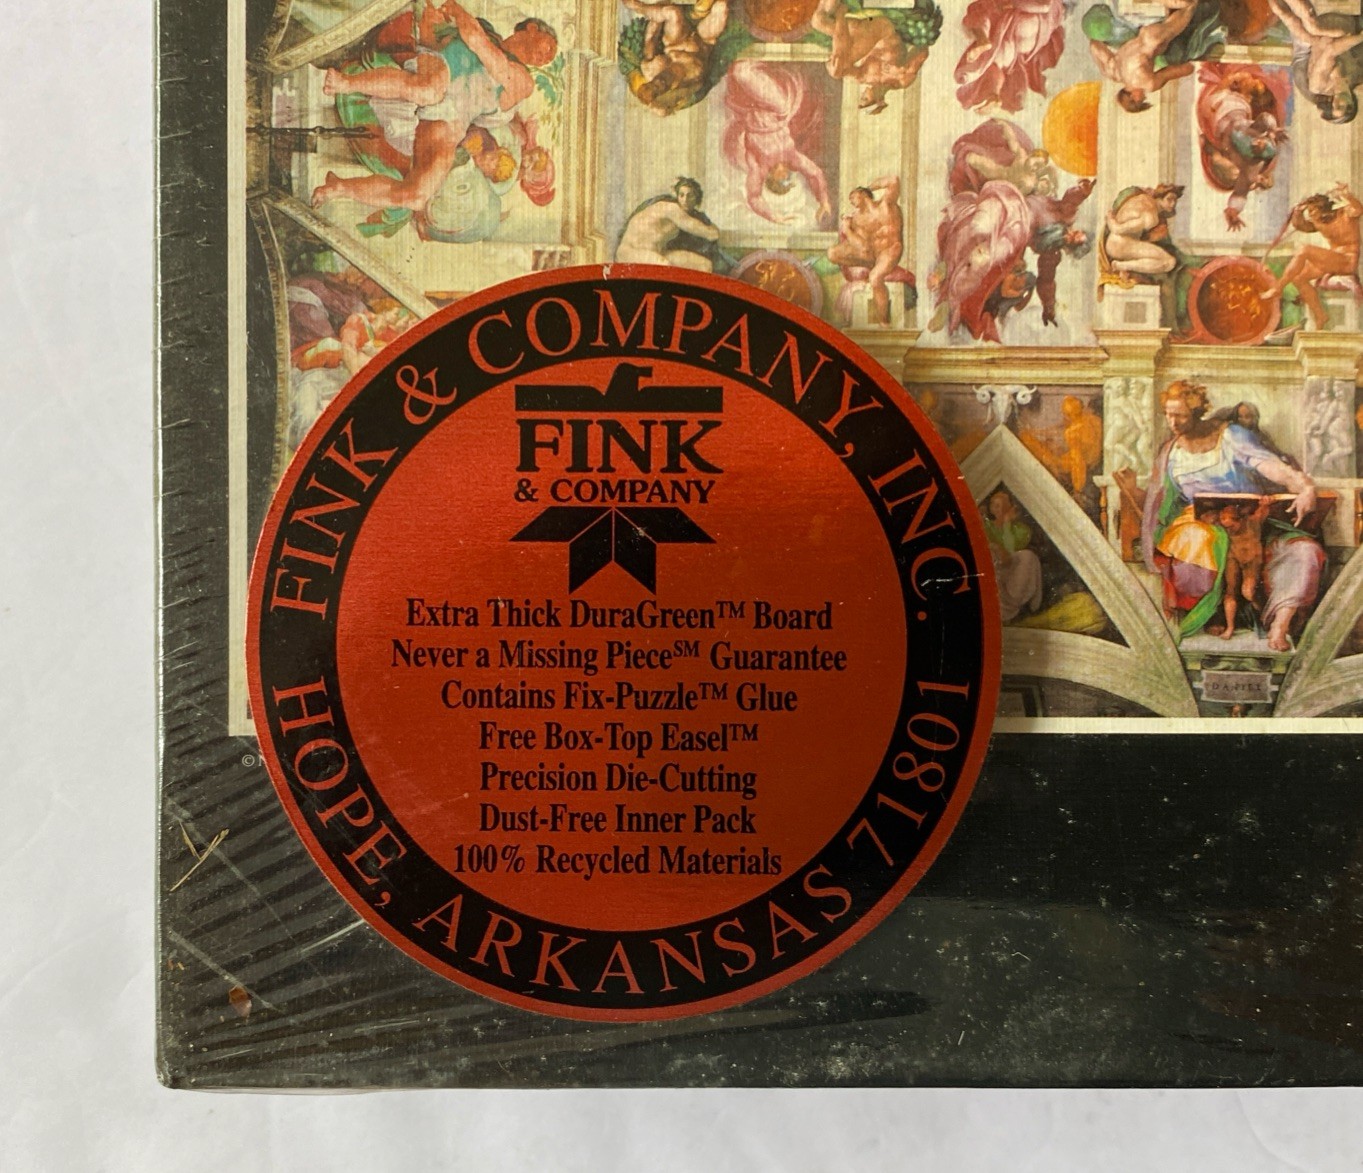 FINK & COMPANY, INC.
FINK
& COMPANY
Extra Thick DuraGreen™ Board
Never a Missing Piece℠ Guarantee
Contains Fix-Puzzle™ Glue
Free Box-Top Easel™
Precision Die-Cutting
Dust-Free Inner Pack
100% Recycled Materials
HOPE, ARKANSAS 71801
DANIEL
©